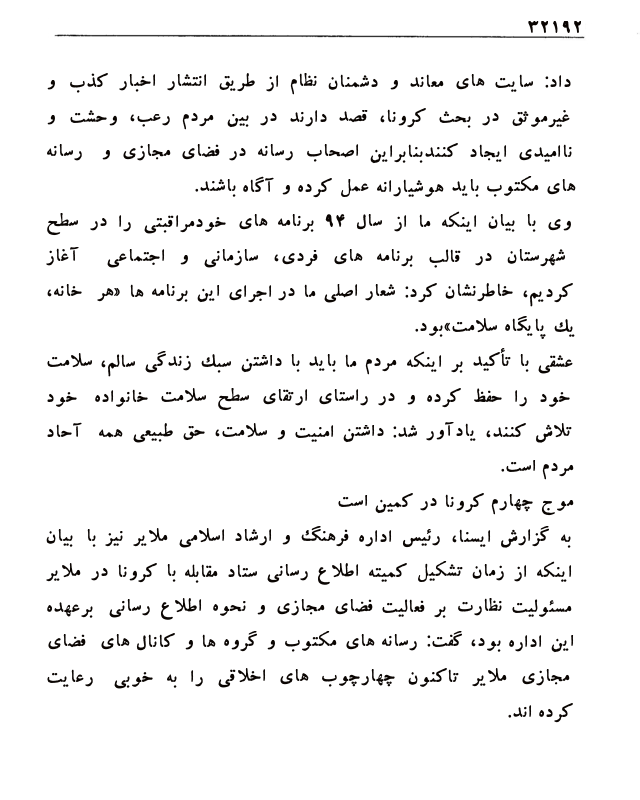 ۳۲۱۹۲
داد: سایت های معاند و دشمنان نظام از طریق انتشار اخبار کذب و
غیرموثق در بحث کرونا، قصد دارند در بین مردم رعب، وحشت و
ناامیدی ایجاد کنندبنابراین اصحاب رسانه در فضای مجازی و رسانه
های مکتوب باید هوشیارانه عمل کرده و آگاه باشند.
وی با بیان اینکه ما از سال ۹۴ برنامه های خودمراقبتی را در سطح
شهرستان در قالب برنامه های فردی، سازمانی و اجتماعی آغاز
کردیم، خاطرنشان کرد: شعار اصلی ما در اجرای این برنامه ها «هر خانه،
یك پایگاه سلامت»بود.
عشقی با تأکید بر اینکه مردم ما باید با داشتن سبك زندگی سالم، سلامت
خود را حفظ کرده و در راستای ارتقای سطح سلامت خانواده خود
تلاش کنند، یادآور شد: داشتن امنیت و سلامت، حق طبیعی همه آحاد
مردم است.
موج چهارم کرونا در کمین است
به گزارش ایسنا، رئیس اداره فرهنگ و ارشاد اسلامی ملایر نیز با بیان
اینکه از زمان تشکیل کمیته اطلاع رسانی ستاد مقابله با کرونا در ملایر
مسئولیت نظارت بر فعالیت فضای مجازی و نحوه اطلاع رسانی برعهده
این اداره بود، گفت: رسانه های مکتوب و گروه ها و کانال های فضای
مجازی ملایر تاکنون چهارچوب های اخلاقی را به خوبی رعایت
کرده اند.